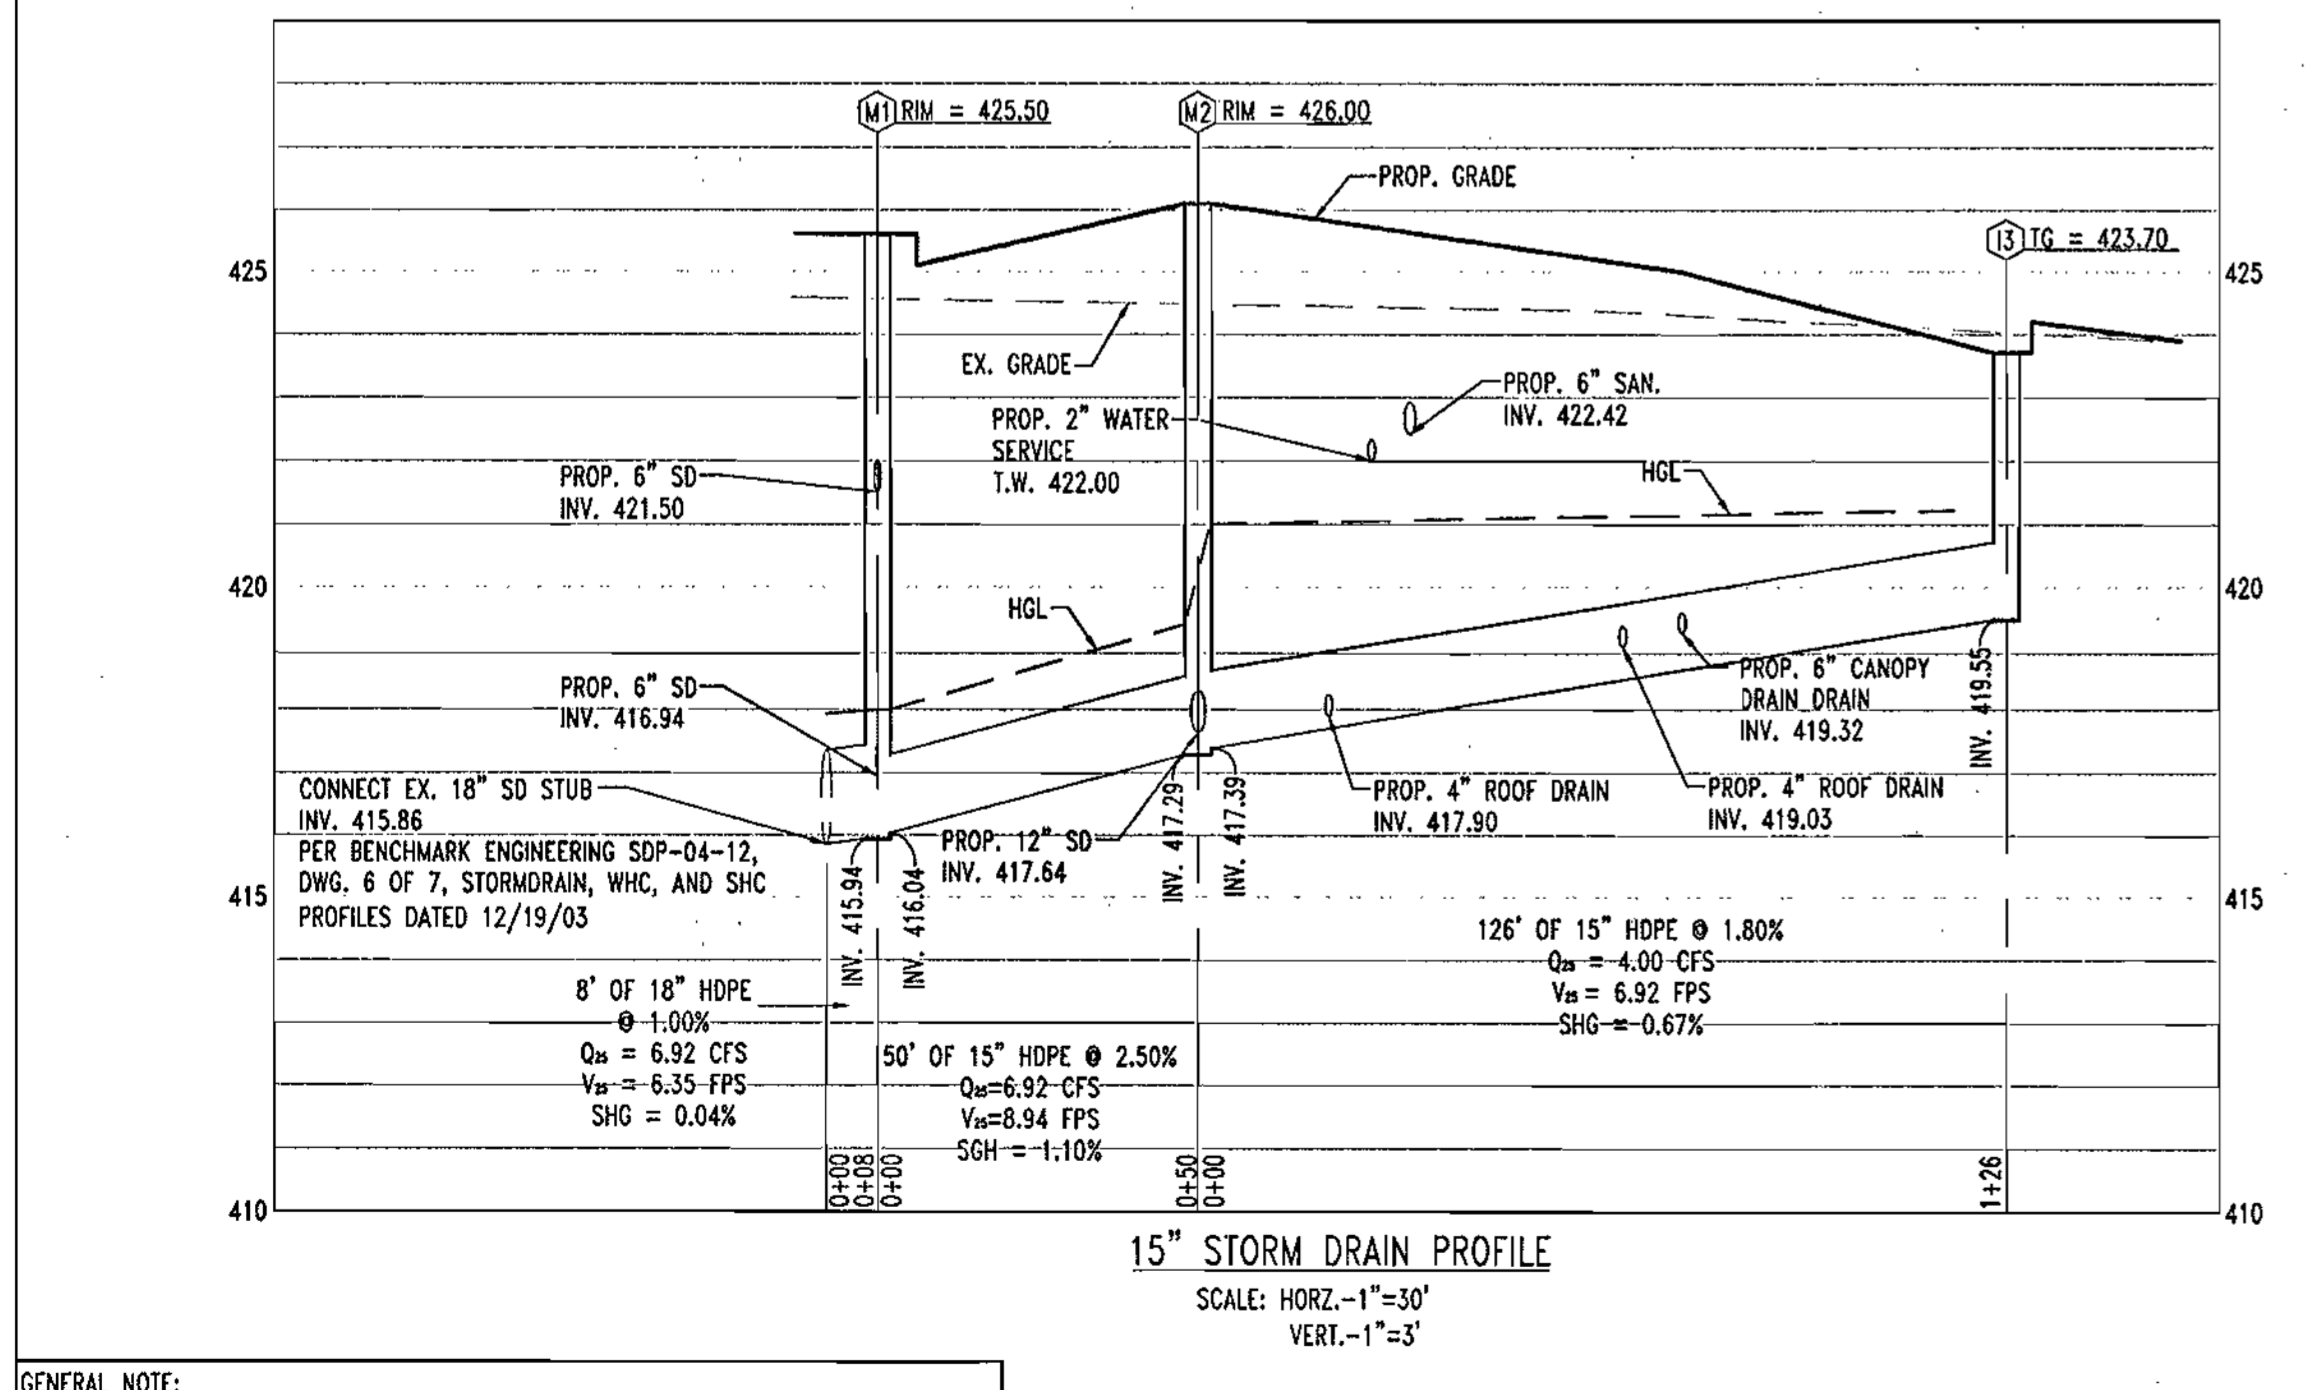 M1 RIM = 425.50
M2 RIM = 426.00
PROP. GRADE
I3 TG = 423.70
425
425
EX. GRADE
PROP. 6" SAN.
INV. 422.42
PROP. 2" WATER
SERVICE
T.W. 422.00
HGL
PROP. 6" SD
INV. 421.50
420
420
HGL
PROP. 6" SD
INV. 416.94
PROP. 6" CANOPY
DRAIN DRAIN
INV. 419.32
INV. 419.55
CONNECT EX. 18" SD STUB
INV. 415.86
PER BENCHMARK ENGINEERING SDP-04-12,
DWG. 6 OF 7, STORMDRAIN, WHC, AND SHC
PROFILES DATED 12/19/03
PROP. 12" SD
INV. 417.64
INV. 417.29
INV. 417.39
PROP. 4" ROOF DRAIN
INV. 417.90
PROP. 4" ROOF DRAIN
INV. 419.03
415
415
INV. 415.94
INV. 416.04
126' OF 15" HDPE @ 1.80%
Q25 = 4.00 CFS
V25 = 6.92 FPS
SHG = 0.67%
8' OF 18" HDPE
@ 1.00%
Q25 = 6.92 CFS
V25 = 6.35 FPS
SHG = 0.04%
50' OF 15" HDPE @ 2.50%
Q25=6.92 CFS
V25=8.94 FPS
SGH = 1.10%
0+00
0+08
0+00
0+50
0+00
1+26
410
410
15" STORM DRAIN PROFILE
SCALE: HORZ.-1"=30'
VERT.-1"=3'
GENERAL NOTE: